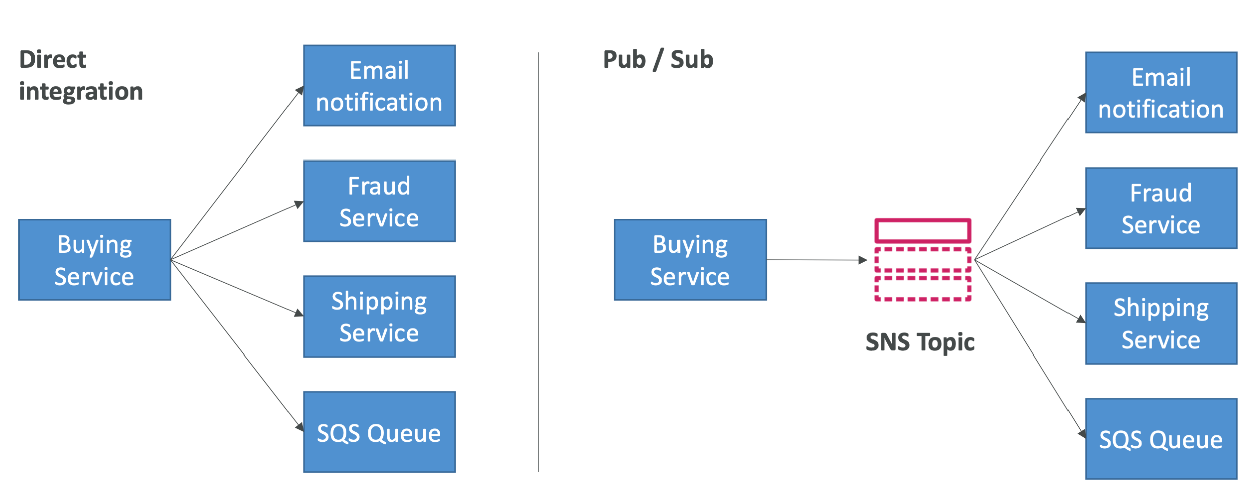 Direct
integration
Email
notification
Fraud
Service
Buying
Service
Shipping
Service
SQS Queue
Pub / Sub
Email
notification
Fraud
Service
Buying
Service
SNS Topic
Shipping
Service
SQS Queue